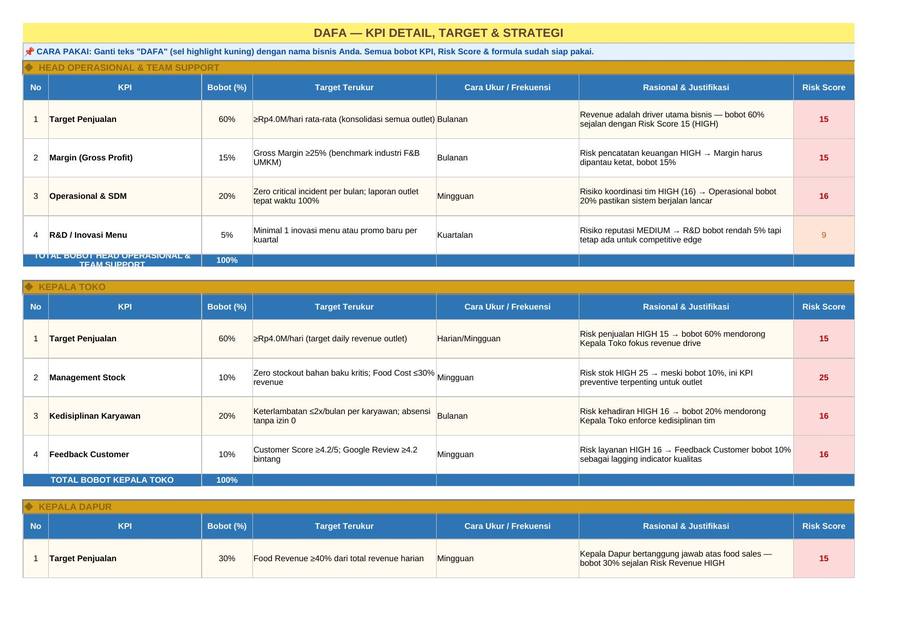 DAFA — KPI DETAIL, TARGET & STRATEGI
📌 CARA PAKAI: Ganti teks "DAFA" (sel highlight kuning) dengan nama bisnis Anda. Semua bobot KPI, Risk Score & formula sudah siap pakai.
◆ HEAD OPERASIONAL & TEAM SUPPORT
No KPI Bobot (%) Target Terukur Cara Ukur / Frekuensi Rasional & Justifikasi Risk Score
1 Target Penjualan 60% ≥Rp4.0M/hari rata-rata (konsolidasi semua outlet) Bulanan Revenue adalah driver utama bisnis — bobot 60%
sejalan dengan Risk Score 15 (HIGH) 15
2 Margin (Gross Profit) 15% Gross Margin ≥25% (benchmark industri F&B
UMKM) Bulanan Risk pencatatan keuangan HIGH → Margin harus
dipantau ketat, bobot 15% 15
3 Operasional & SDM 20% Zero critical incident per bulan; laporan outlet
tepat waktu 100% Mingguan Risiko koordinasi tim HIGH (16) → Operasional bobot
20% pastikan sistem berjalan lancar 16
4 R&D / Inovasi Menu 5% Minimal 1 inovasi menu atau promo baru per
kuartal Kuartalan Risiko reputasi MEDIUM → R&D bobot rendah 5% tapi
tetap ada untuk competitive edge 9
TOTAL BOBOT HEAD OPERASIONAL &
TEAM SUPPORT 100%
◆ KEPALA TOKO
No KPI Bobot (%) Target Terukur Cara Ukur / Frekuensi Rasional & Justifikasi Risk Score
1 Target Penjualan 60% ≥Rp4.0M/hari (target daily revenue outlet) Harian/Mingguan Risk penjualan HIGH 15 → bobot 60% mendorong
Kepala Toko fokus revenue drive 15
2 Management Stock 10% Zero stockout bahan baku kritis; Food Cost ≤30%
revenue Mingguan Risk stok HIGH 25 → meski bobot 10%, ini KPI
preventive terpenting untuk outlet 25
3 Kedisiplinan Karyawan 20% Keterlambatan ≤2x/bulan per karyawan; absensi
tanpa izin 0 Bulanan Risk kehadiran HIGH 16 → bobot 20% mendorong
Kepala Toko enforce kedisiplinan tim 16
4 Feedback Customer 10% Customer Score ≥4.2/5; Google Review ≥4.2
bintang Mingguan Risk layanan HIGH 16 → Feedback Customer bobot 10%
sebagai lagging indicator kualitas 16
TOTAL BOBOT KEPALA TOKO 100%
◆ KEPALA DAPUR
No KPI Bobot (%) Target Terukur Cara Ukur / Frekuensi Rasional & Justifikasi Risk Score
1 Target Penjualan 30% Food Revenue ≥40% dari total revenue harian Mingguan Kepala Dapur bertanggung jawab atas food sales —
bobot 30% sejalan Risk Revenue HIGH 15